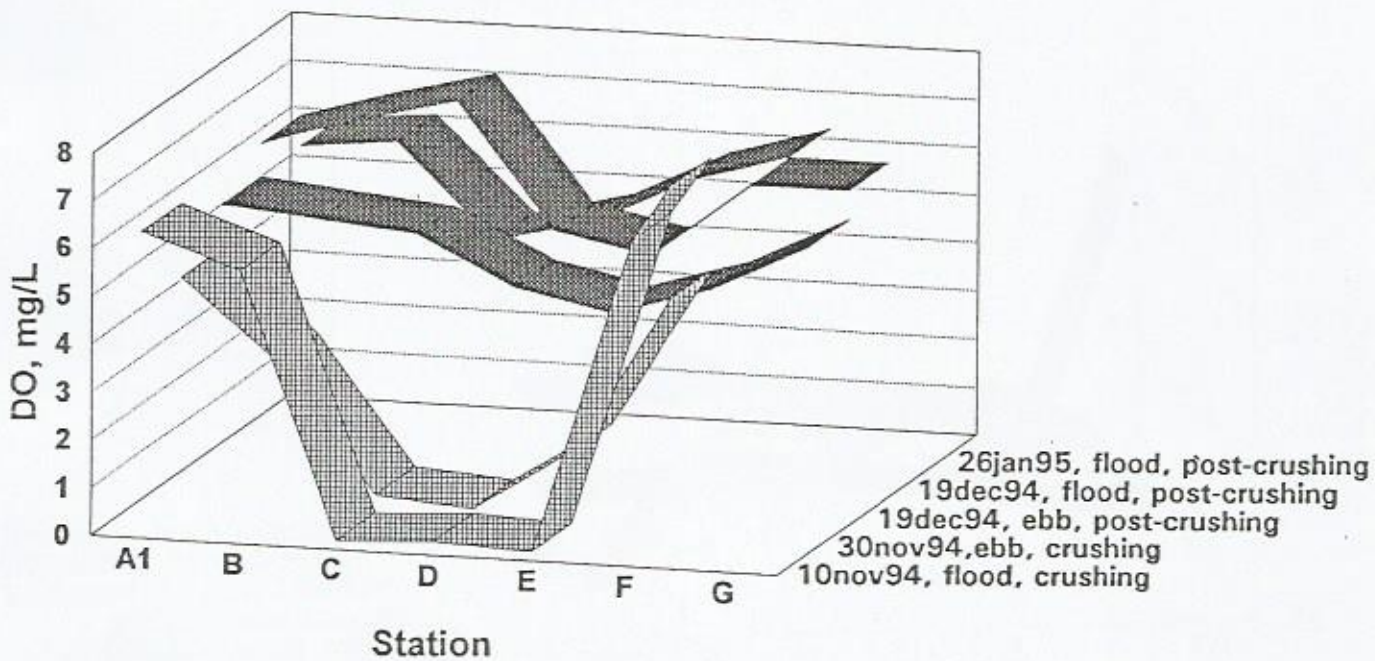 8
7
6
5
4
3
2
1
0
DO, mg/L
A1 B C D E F G
Station
26jan95, flood, post-crushing
19dec94, flood, post-crushing
19dec94, ebb, post-crushing
30nov94,ebb, crushing
10nov94, flood, crushing